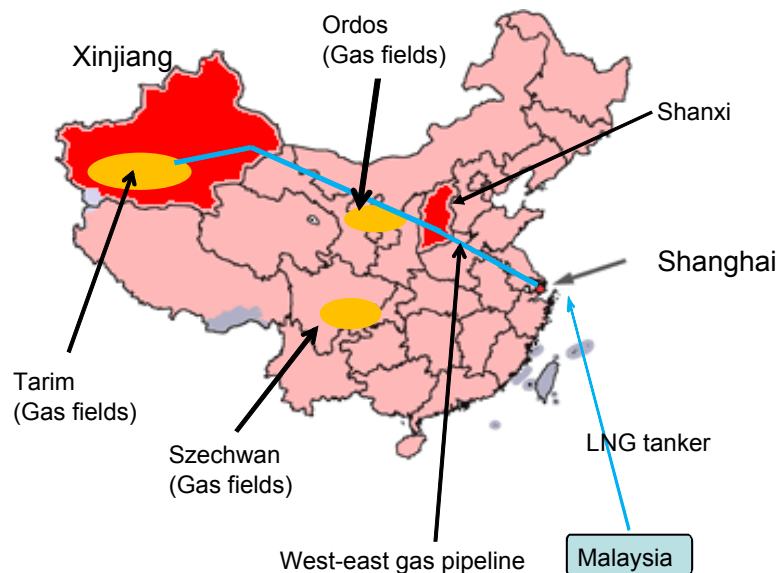 Ordos
(Gas fields)
Xinjiang
Shanxi
Shanghai
Tarim
(Gas fields)
Szechwan
(Gas fields)
LNG tanker
West-east gas pipeline
Malaysia